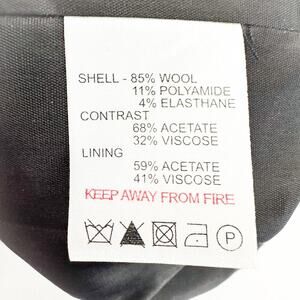 SHELL - 85% WOOL
11% POLYAMIDE
4% ELASTHANE
CONTRAST
68% ACETATE
32% VISCOSE
LINING
59% ACETATE
41% VISCOSE
KEEP AWAY FROM FIRE
P